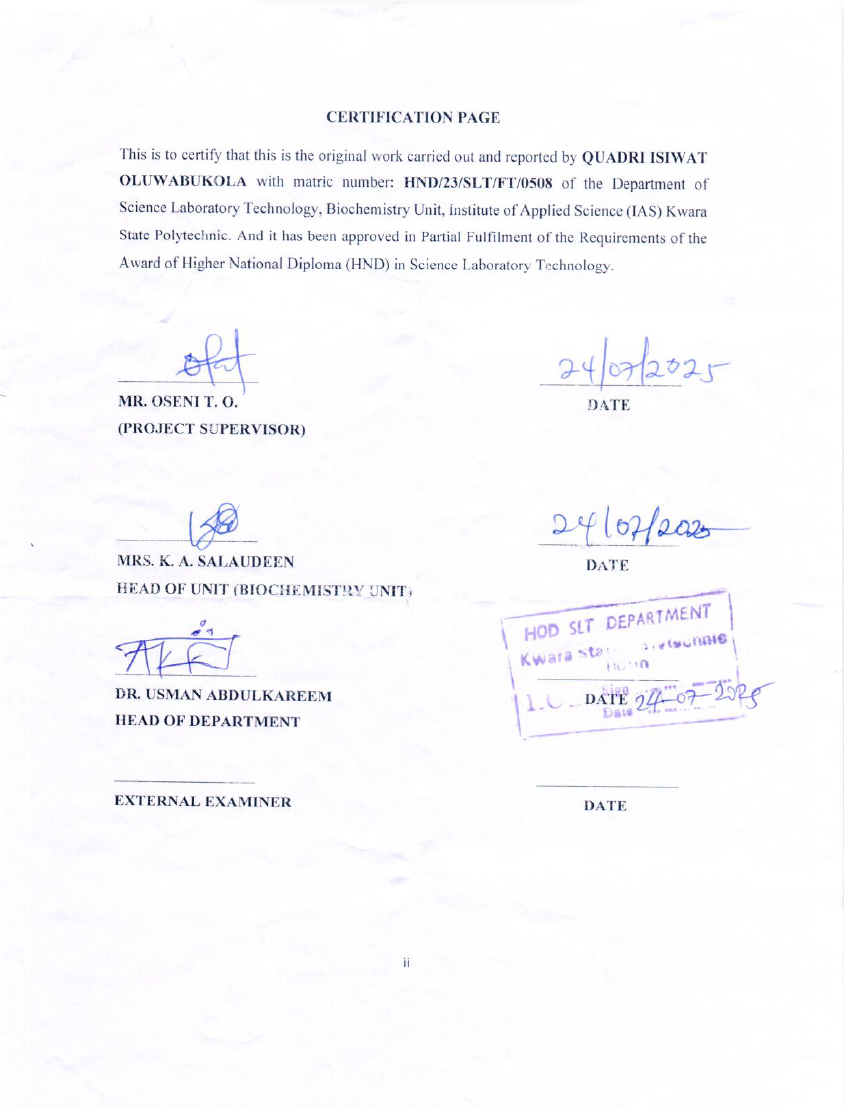 CERTIFICATION PAGE
This is to certify that this is the original work carried out and reported by QUADRI ISIWAT
OLUWABUKOLA with matric number: HND/23/SLT/FT/0508 of the Department of
Science Laboratory Technology, Biochemistry Unit, Institute of Applied Science (IAS) Kwara
State Polytechnic. And it has been approved in Partial Fulfilment of the Requirements of the
Award of Higher National Diploma (HND) in Science Laboratory Technology.
24/07/2025
MR. OSENI T. O.
DATE
(PROJECT SUPERVISOR)
24/07/2025
MRS. K. A. SALAUDEEN
DATE
HEAD OF UNIT (BIOCHEMISTRY UNIT)
HOD SLT DEPARTMENT
Kwara
Sign
DR. USMAN ABDULKAREEM
DATE 24-07-2025
Date
HEAD OF DEPARTMENT
EXTERNAL EXAMINER
DATE
ii